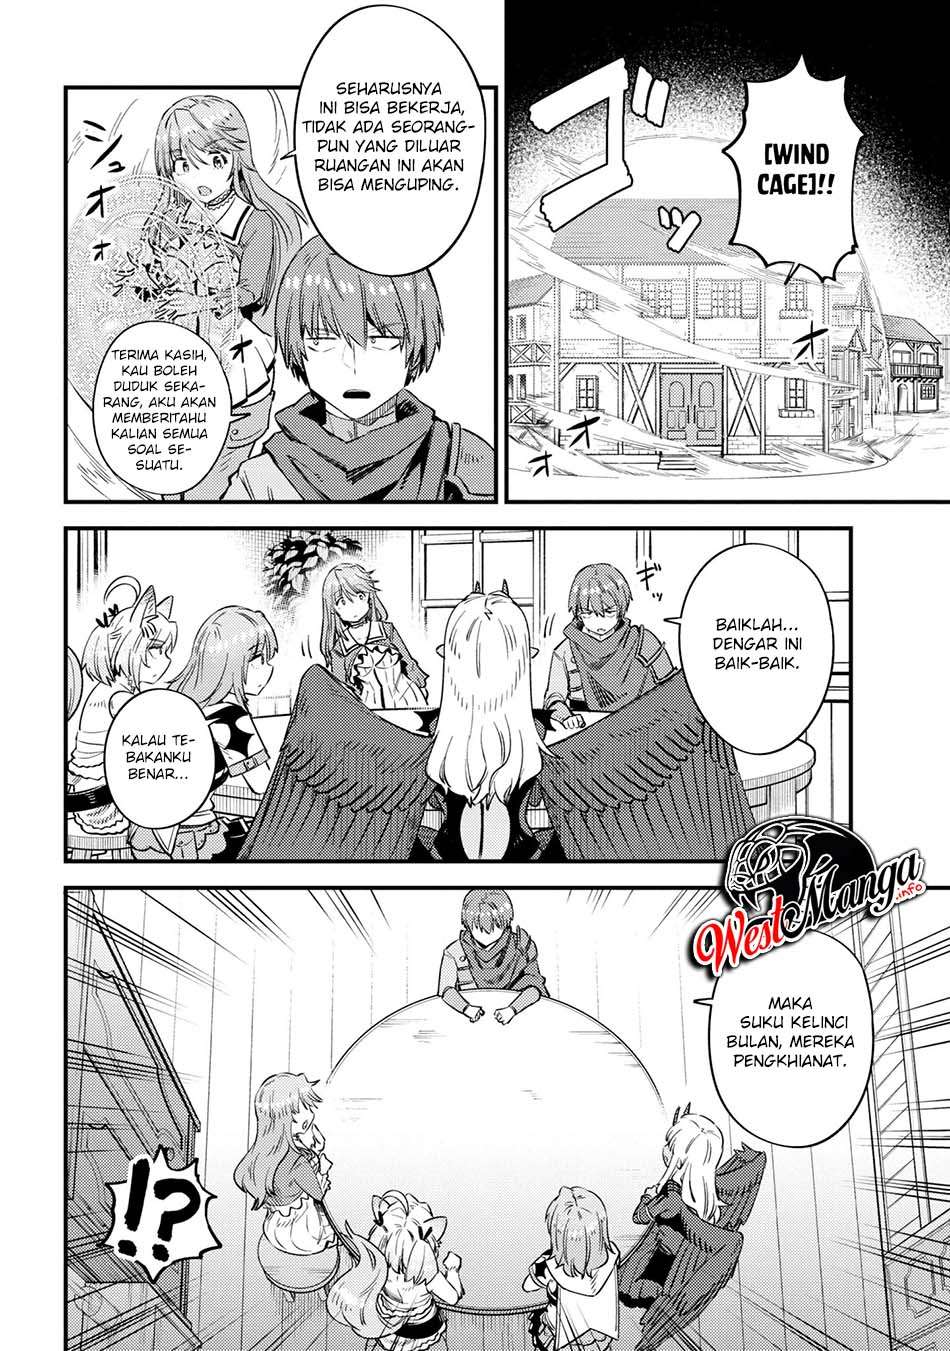 [WIND
CAGE]!!
ゴオ
SEHARUSNYA
INI BISA BEKERJA,
TIDAK ADA SEORANG-
PUN YANG DILUAR
RUANGAN INI AKAN
BISA MENGUPING.
TERIMA KASIH,
KAU BOLEH
DUDUK SEKA-
RANG, AKU AKAN
MEMBERITAHU
KALIAN SEMUA
SOAL SE-
SUATU.
BAIKLAH...
DENGAR INI
BAIK-BAIK.
KALAU TE-
BAKANKU
BENAR...
WestManga
.info
MAKA
SUKU KELINCI
BULAN, MEREKA
PENGKHIANAT.
!?